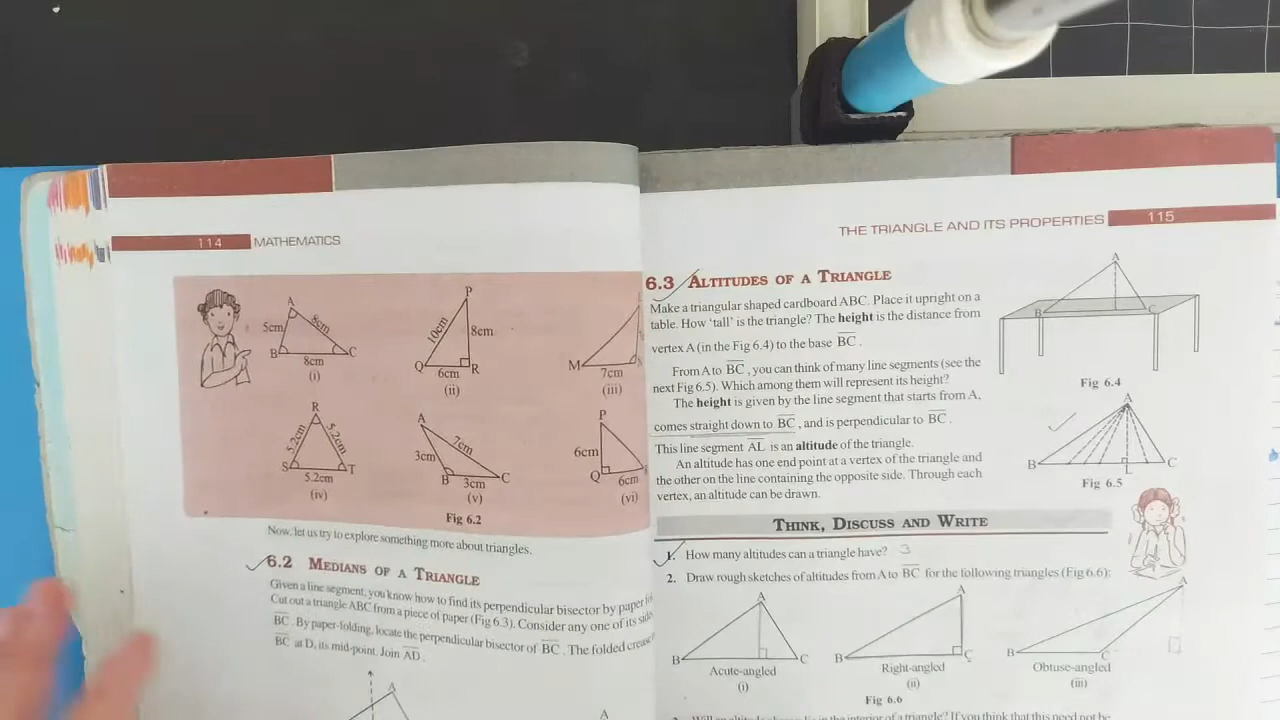 114 MATHEMATICS
A
5cm
8cm
B
C
8cm
(i)
P
10cm
8cm
Q
6cm
R
(ii)
M
7cm
(iii)
R
5.2cm
5.2cm
S
T
5.2cm
(iv)
A
7cm
3cm
B
3cm
C
(v)
P
6cm
Q
6cm
(vi)
Fig 6.2
Now, let us try to explore something more about triangles.
6.2 MEDIANS OF A TRIANGLE
Given a line segment, you know how to find its perpendicular bisector by paper
Cut out a triangle ABC from a piece of paper (Fig 6.3). Consider any one of its
BC. By paper-folding, locate the perpendicular bisector of BC. The folded
BC at D, its mid-point. Join AD.
A
A
THE TRIANGLE AND ITS PROPERTIES 115
6.3 ALTITUDES OF A TRIANGLE
Make a triangular shaped cardboard ABC. Place it upright on a
table. How ‘tall’ is the triangle? The height is the distance from
vertex A (in the Fig 6.4) to the base BC.
From A to BC, you can think of many line segments (see the
next Fig 6.5). Which among them will represent its height?
The height is given by the line segment that starts from A,
comes straight down to BC, and is perpendicular to BC.
This line segment AL is an altitude of the triangle.
An altitude has one end point at a vertex of the triangle and
the other on the line containing the opposite side. Through each
vertex, an altitude can be drawn.
A
B
C
Fig 6.4
A
B
L
C
Fig 6.5
THINK, DISCUSS AND WRITE
1. How many altitudes can a triangle have? 3
2. Draw rough sketches of altitudes from A to BC for the following triangles (Fig 6.6):
A
B
C
Acute-angled
(i)
A
B
C
Right-angled
(ii)
A
B
C
Obtuse-angled
(iii)
Fig 6.6